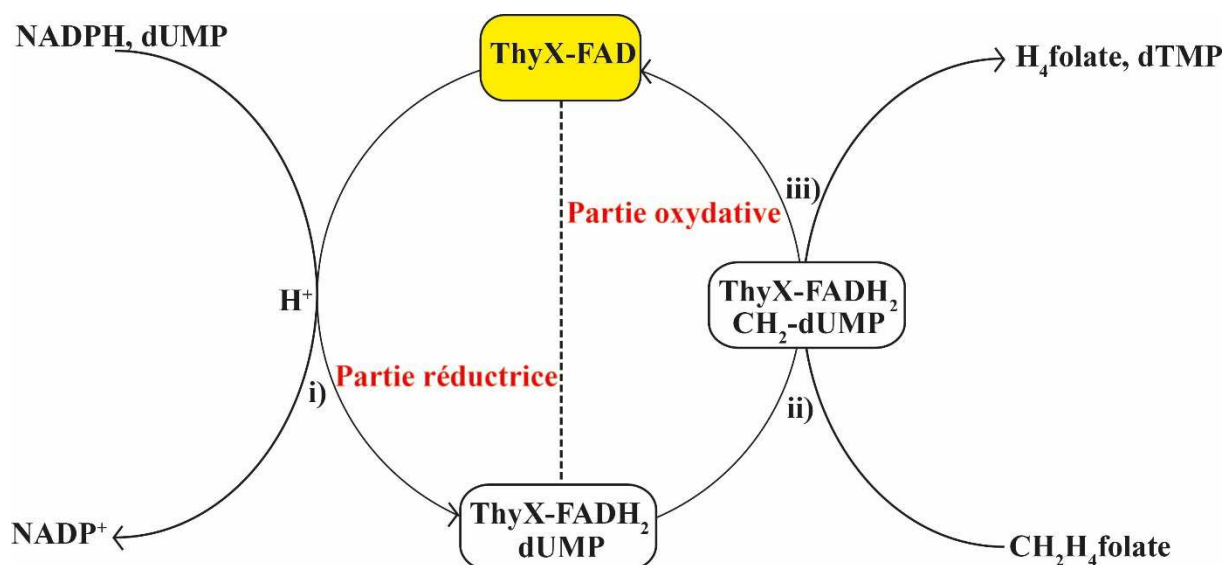 NADPH, dUMP
ThyX-FAD
H₄folate, dTMP
iii)
Partie oxydative
H⁺
ThyX-FADH₂
CH₂-dUMP
Partie réductrice
i)
ii)
ThyX-FADH₂
dUMP
NADP⁺
CH₂H₄folate